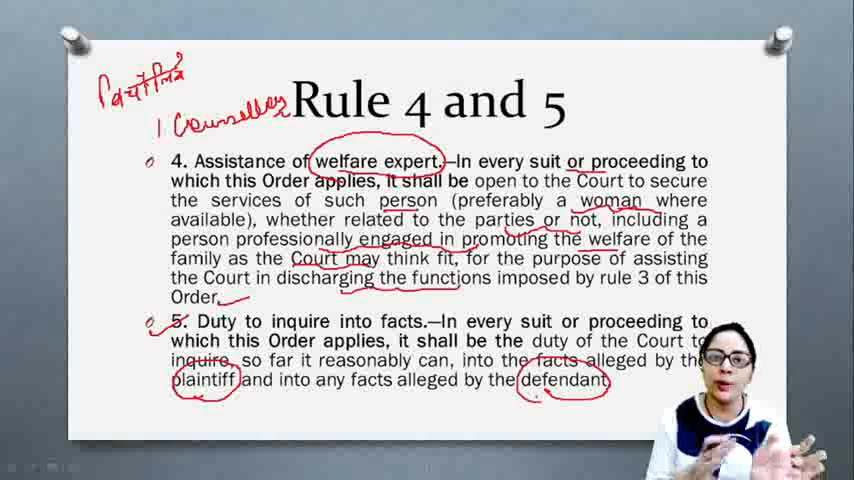 1 Counsellor
Rule 4 and 5
4. Assistance of welfare expert.—In every suit or proceeding to
which this Order applies, it shall be open to the Court to secure
the services of such person (preferably a woman where
available), whether related to the parties or not, including a
person professionally engaged in promoting the welfare of the
family as the Court may think fit, for the purpose of assisting
the Court in discharging the functions imposed by rule 3 of this
Order.
5. Duty to inquire into facts.—In every suit or proceeding to
which this Order applies, it shall be the duty of the Court to
inquire, so far it reasonably can, into the facts alleged by the
plaintiff and into any facts alleged by the defendant